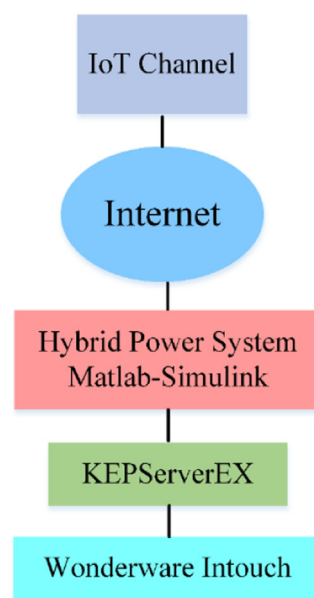 IoT Channel
Internet
Hybrid Power System
Matlab-Simulink
KEPServerEX
Wonderware Intouch